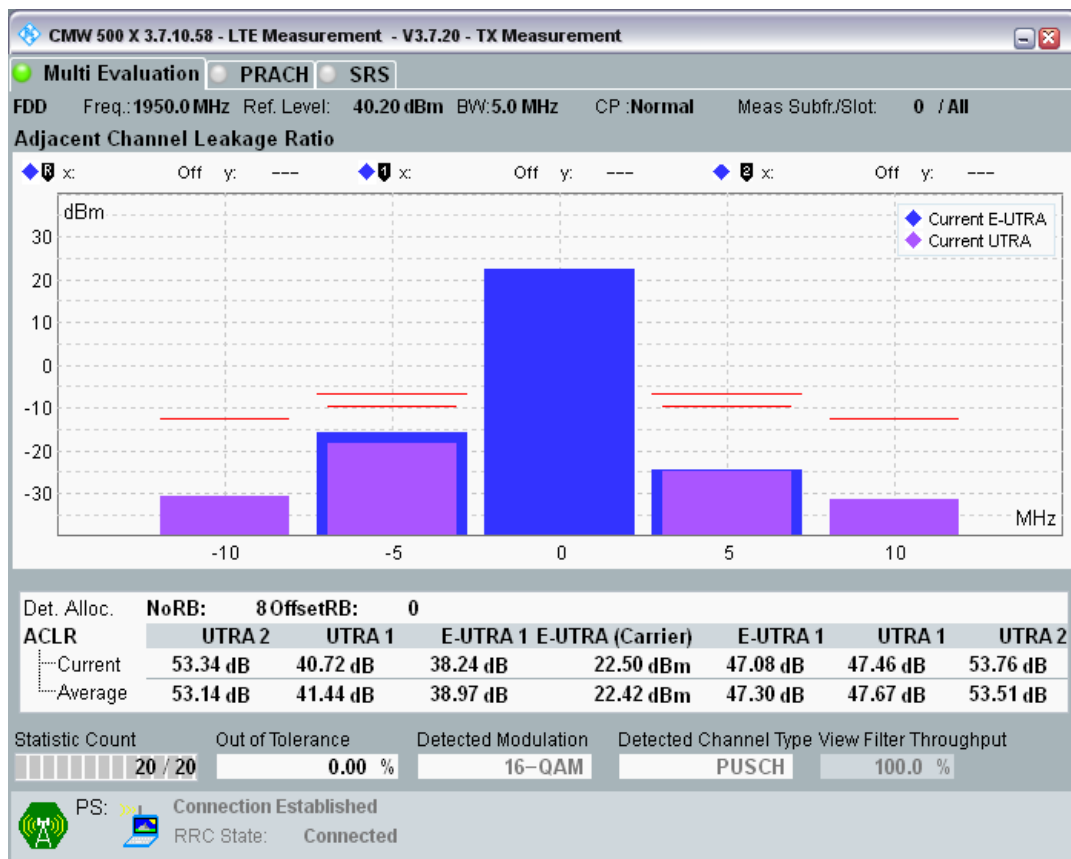 CMW 500 X 3.7.10.58 - LTE Measurement - V3.7.20 - TX Measurement
Multi Evaluation PRACH SRS
FDD Freq.: 1950.0 MHz Ref. Level: 40.20 dBm BW: 5.0 MHz CP : Normal Meas Subfr./Slot: 0 / All
Adjacent Channel Leakage Ratio
R x: Off y: --- 1 x: Off y: --- 2 x: Off y: ---
dBm
Current E-UTRA
Current UTRA
30
20
10
0
-10
-20
-30
MHz
-10 -5 0 5 10
Det. Alloc. NoRB: 8 OffsetRB: 0
ACLR UTRA 2 UTRA 1 E-UTRA 1 E-UTRA (Carrier) E-UTRA 1 UTRA 1 UTRA 2
Current 53.34 dB 40.72 dB 38.24 dB 22.50 dBm 47.08 dB 47.46 dB 53.76 dB
Average 53.14 dB 41.44 dB 38.97 dB 22.42 dBm 47.30 dB 47.67 dB 53.51 dB
Statistic Count Out of Tolerance Detected Modulation Detected Channel Type View Filter Throughput
20 / 20 0.00 % 16-QAM PUSCH 100.0 %
PS: Connection Established
RRC State: Connected